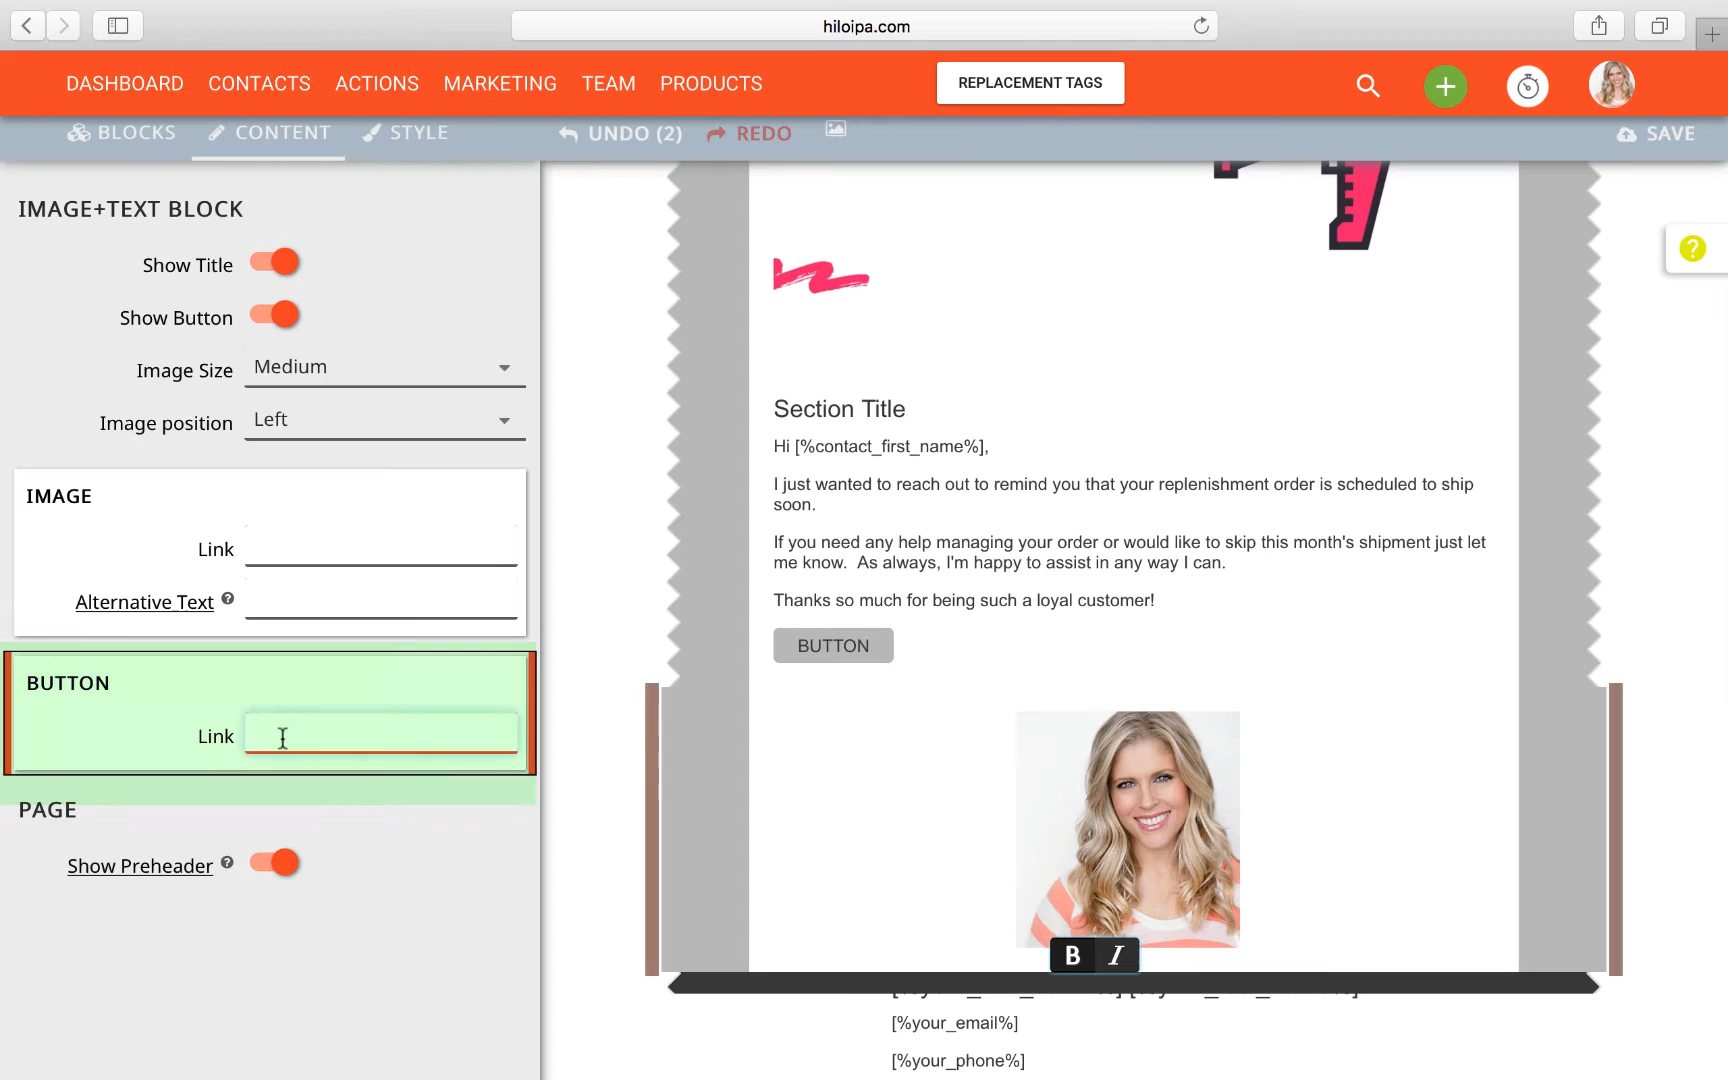 hiloipa.com
DASHBOARD CONTACTS ACTIONS MARKETING TEAM PRODUCTS
REPLACEMENT TAGS
BLOCKS CONTENT STYLE UNDO (2) REDO SAVE
IMAGE+TEXT BLOCK
Show Title
Show Button
Image Size Medium
Image position Left
IMAGE
Link
Alternative Text ?
BUTTON
Link
PAGE
Show Preheader ?
?
Section Title
Hi [%contact_first_name%],
I just wanted to reach out to remind you that your replenishment order is scheduled to ship
soon.
If you need any help managing your order or would like to skip this month's shipment just let
me know.  As always, I'm happy to assist in any way I can.
Thanks so much for being such a loyal customer!
BUTTON
B I
[%your_email%]
[%your_phone%]